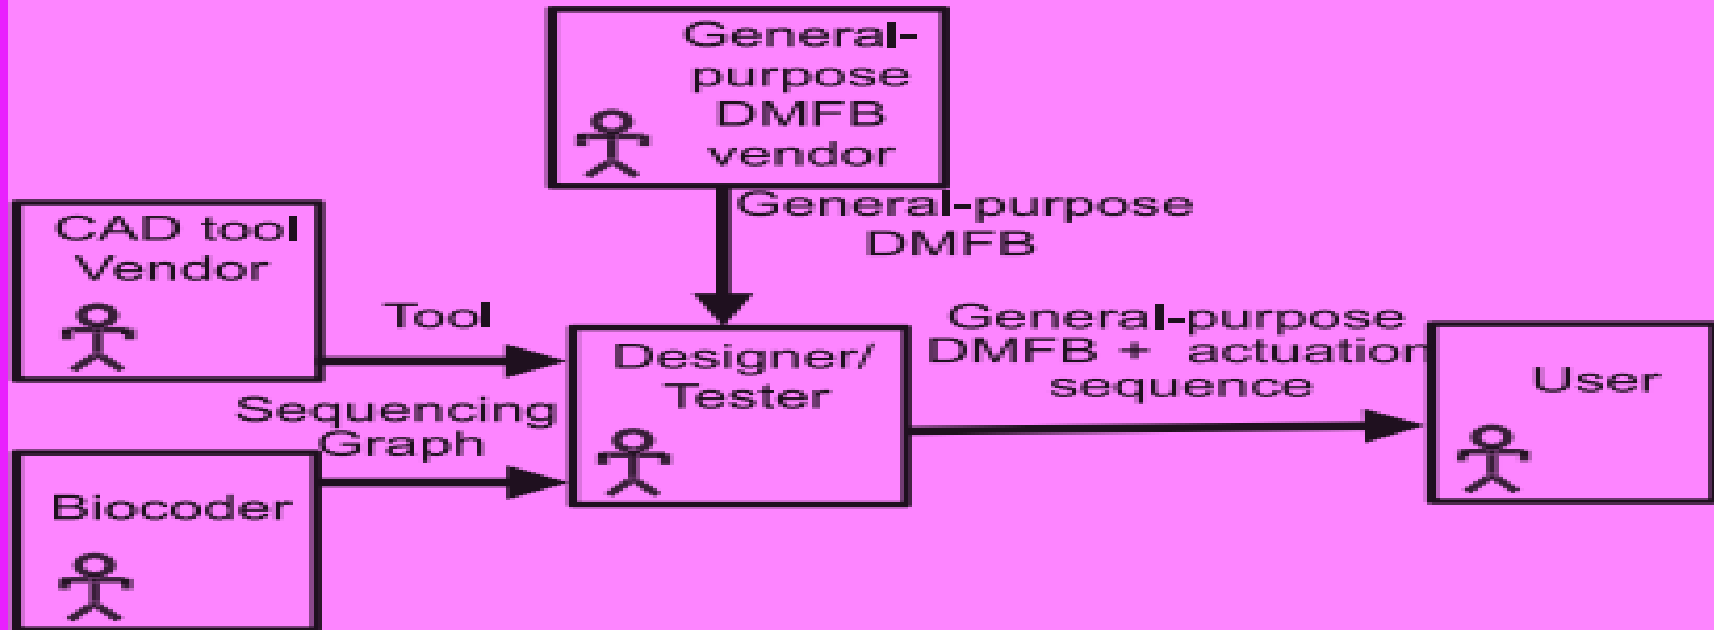 General-
purpose
DMFB
vendor
General-purpose
DMFB
CAD tool
Vendor
Tool
Designer/
Tester
General-purpose
DMFB + actuation
sequence
User
Sequencing
Graph
Biocoder